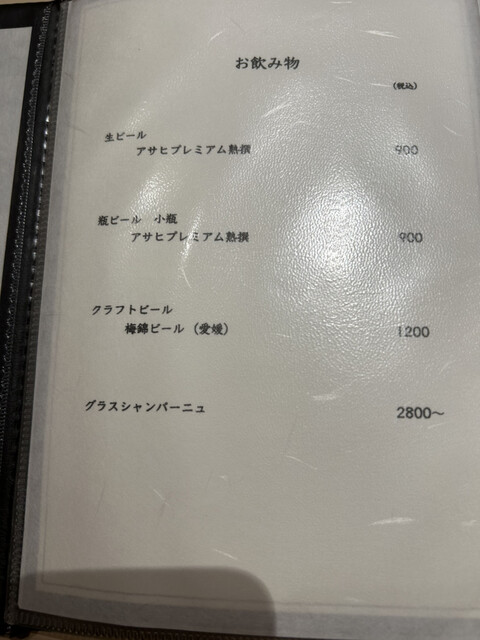 お飲み物
（税込）
生ビール
アサヒプレミアム熟撰 900
瓶ビール 小瓶
アサヒプレミアム熟撰 900
クラフトビール
梅錦ビール（愛媛） 1200
グラスシャンパーニュ 2800～